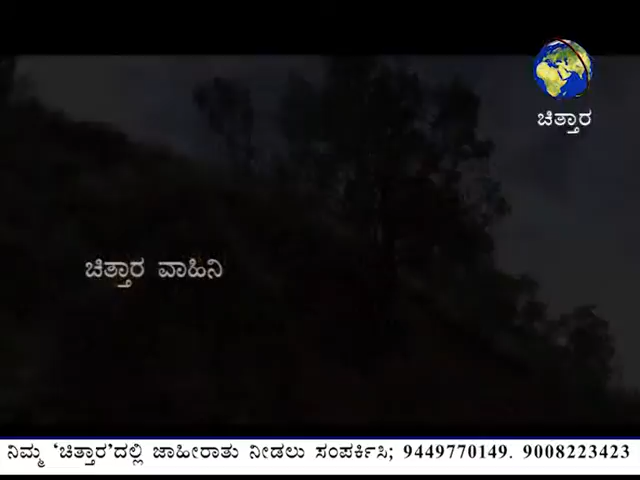 ಚಿತ್ತಾರ
ಚಿತ್ತಾರ ವಾಹಿನಿ
ನಿಮ್ಮ ‘ಚಿತ್ತಾರ’ದಲ್ಲಿ ಜಾಹೀರಾತು ನೀಡಲು ಸಂಪರ್ಕಿಸಿ; 9449770149. 9008223423